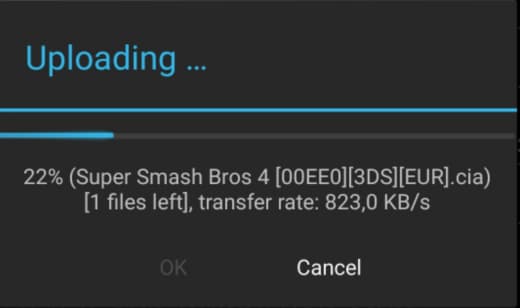 Uploading ...
22% (Super Smash Bros 4 [00EE0][3DS][EUR].cia)
[1 files left], transfer rate: 823,0 KB/s
OK Cancel